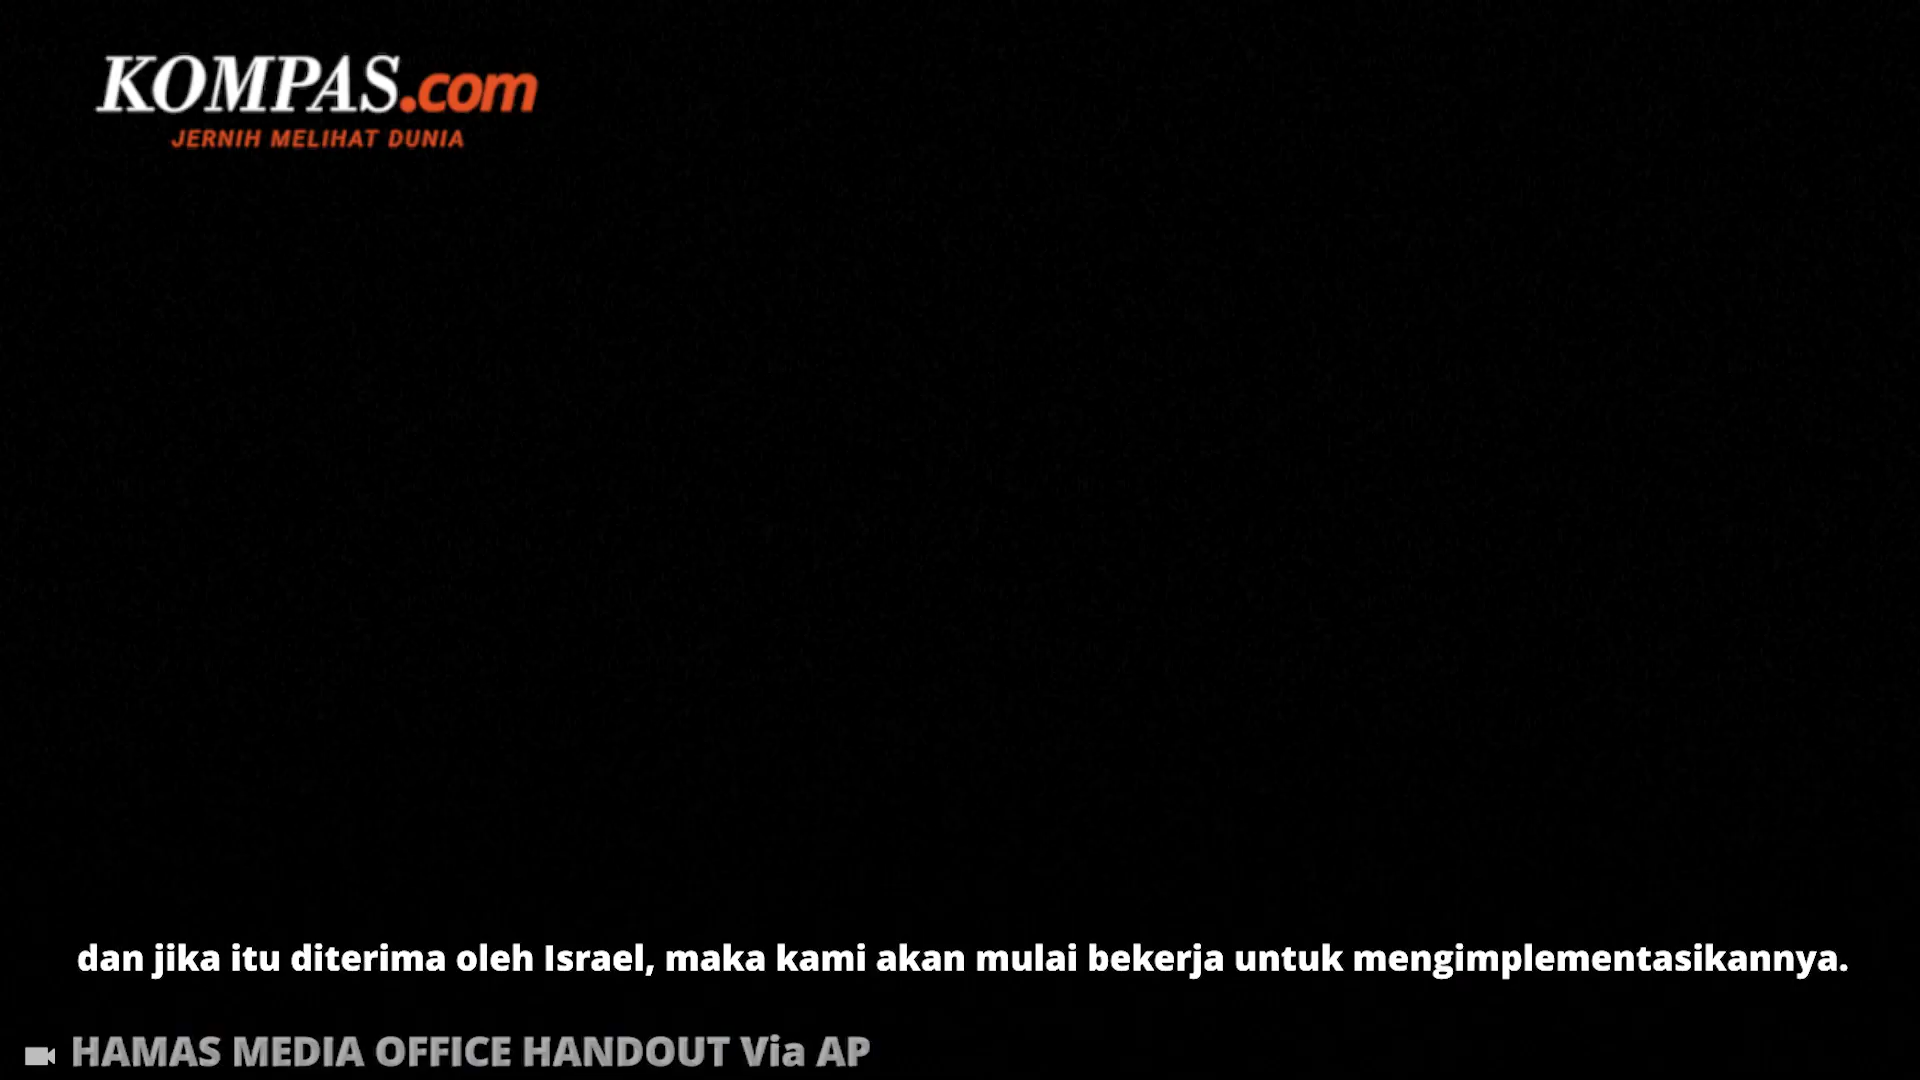 KOMPAS.com
JERNIH MELIHAT DUNIA
dan jika itu diterima oleh Israel, maka kami akan mulai bekerja untuk mengimplementasikannya.
HAMAS MEDIA OFFICE HANDOUT Via AP